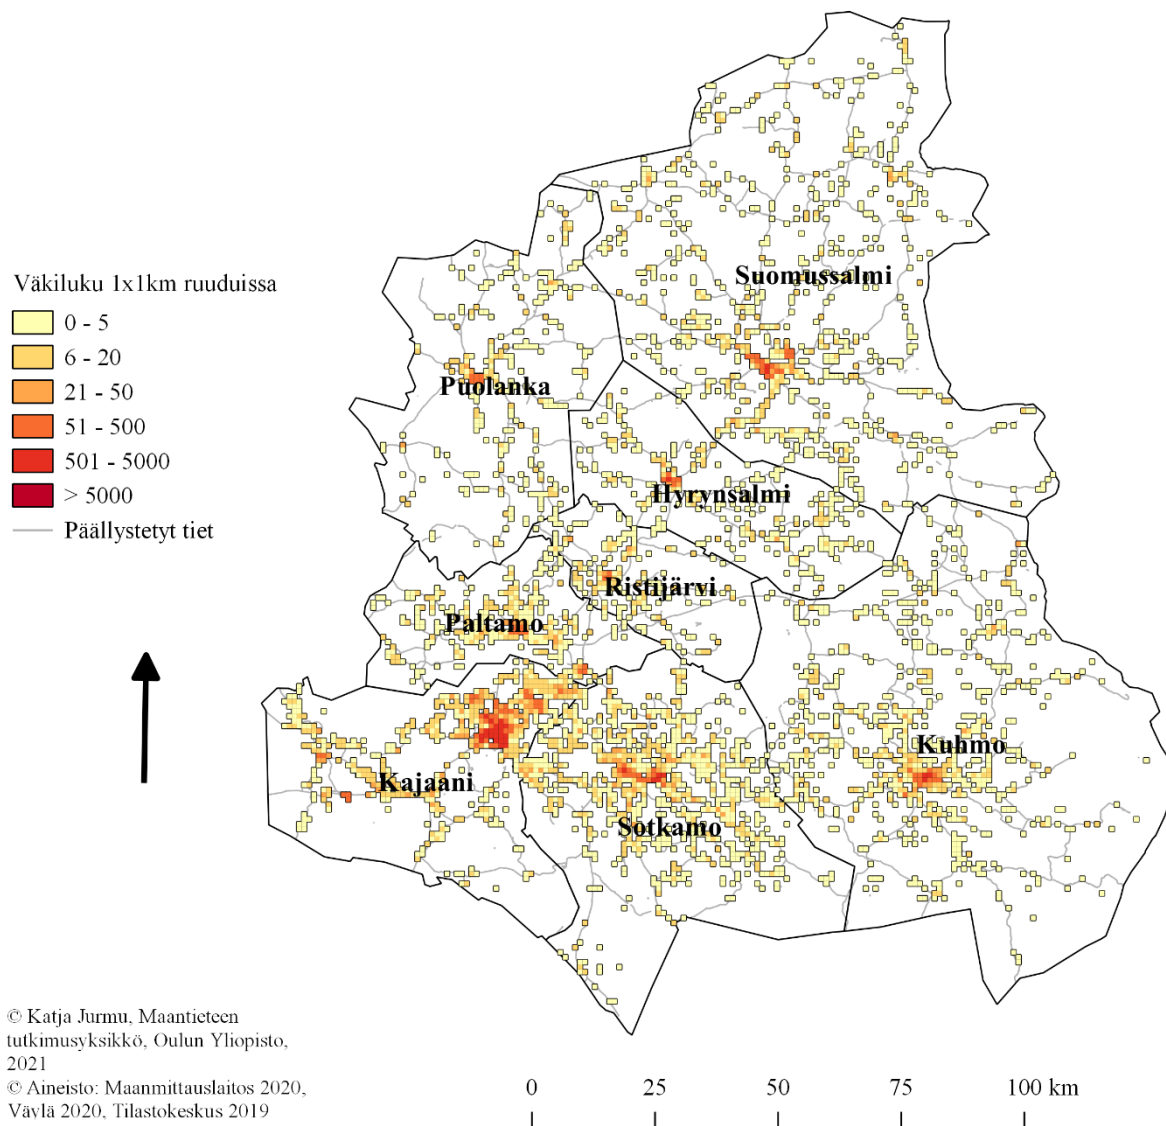 Suomussalmi
Väkiluku 1x1km ruuduissa
0 - 5
6 - 20
21 - 50
51 - 500
501 - 5000
> 5000
Päällystetyt tiet
Puolanka
Hyrynsalmi
Ristijärvi
Paltamo
Kuhmo
Kajaani
Sotkamo
© Katja Jurmu, Maantieteen
tutkimusyksikkö, Oulun Yliopisto,
2021
© Aineisto: Maanmittauslaitos 2020,
Väylä 2020, Tilastokeskus 2019
0 25 50 75 100 km